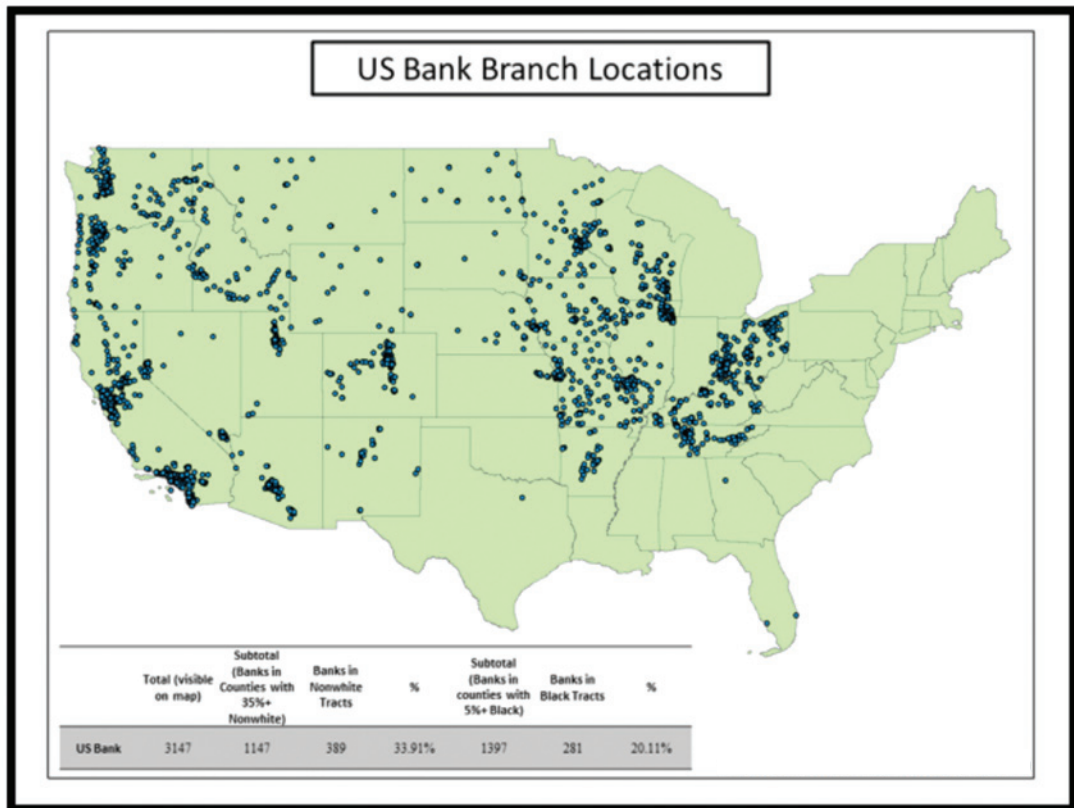 US Bank Branch Locations
Total (visible
on map)
Subtotal
(Banks in
Counties with
35%+
Nonwhite)
Banks in
Nonwhite
Tracts
%
Subtotal
(Banks in
counties with
5%+ Black)
Banks in
Black Tracts
%
US Bank 3147 1147 389 33.91% 1397 281 20.11%